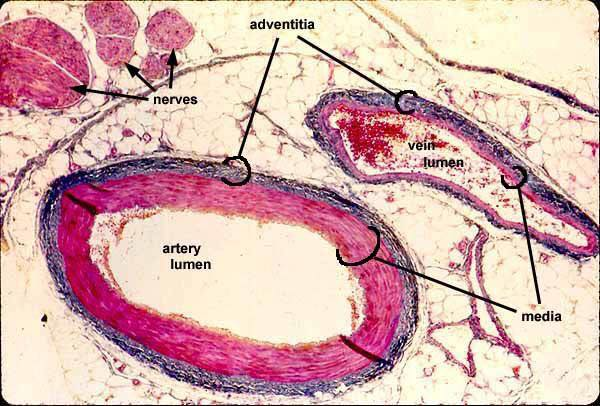 adventitia
nerves
vein
lumen
artery
lumen
media